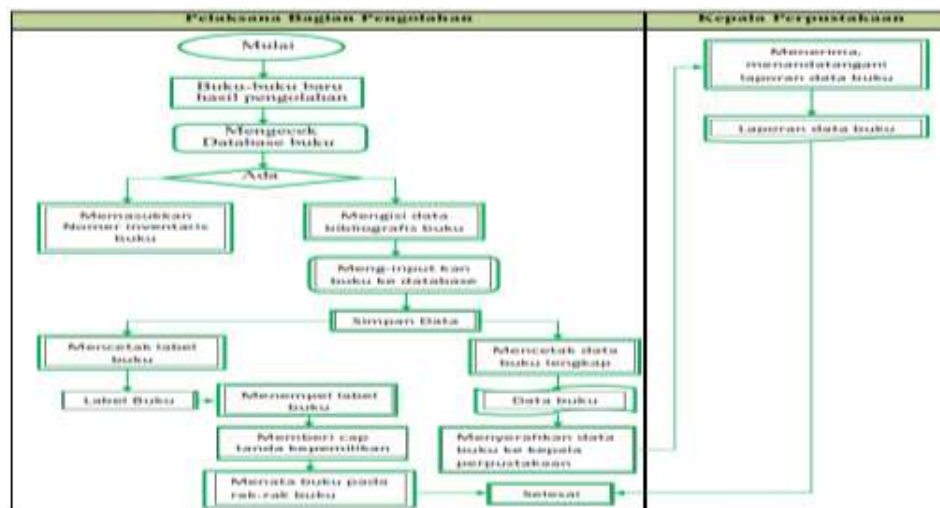 Pelaksana Bagian Pengolahan
Kepala Perpustakaan
Mulai
Buku-buku baru
hasil pengolahan
Mengecek
Database buku
Ada
Memasukkan
Nomer inventaris
buku
Mengisi data
bibliografis buku
Meng-input kan
buku ke database
Simpan Data
Mencetak label
buku
Label Buku
Menempel label
buku
Memberi cap
tanda kepemilikan
Menata buku pada
rak-rak buku
Mencetak data
buku lengkap
Data buku
Menyerahkan data
buku ke kepala
perpustakaan
Selesai
Menerima,
menandatangani
laporan data buku
Laporan data buku